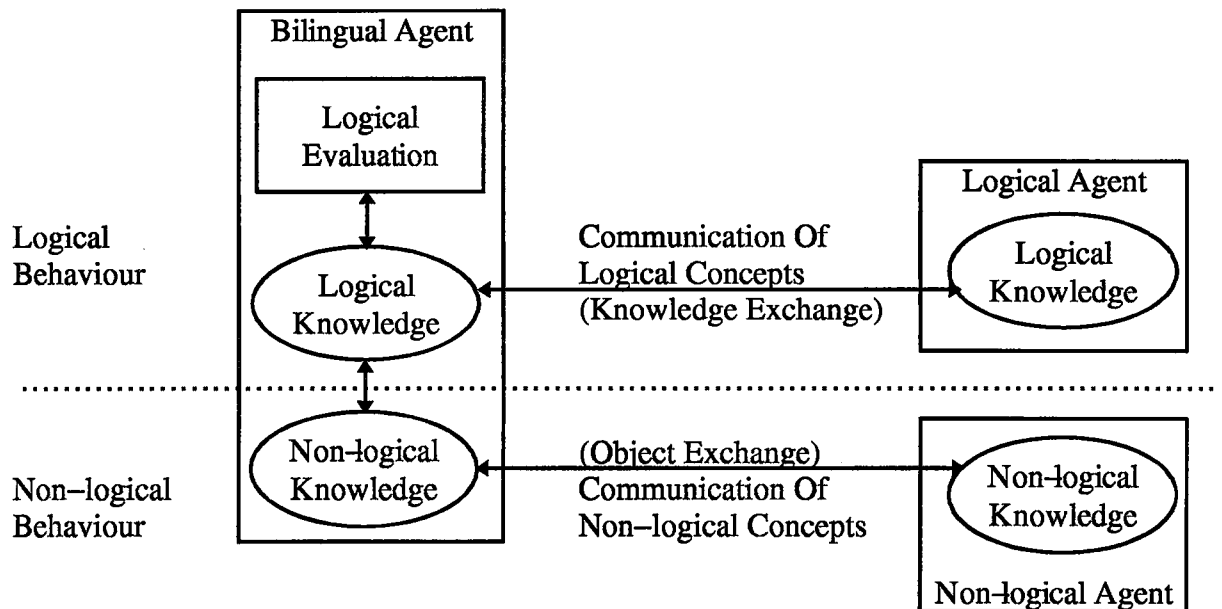 Bilingual Agent
Logical
Evaluation
Logical Agent
Logical
Behaviour
Logical
Knowledge
Communication Of
Logical Concepts
(Knowledge Exchange)
Logical
Knowledge
Non-logical
Behaviour
Non-logical
Knowledge
(Object Exchange)
Communication Of
Non-logical Concepts
Non-logical
Knowledge
Non-logical Agent